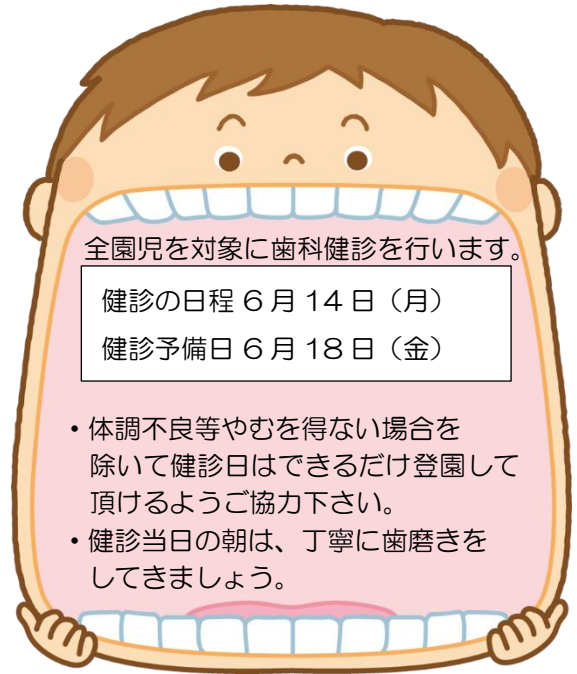 全園児を対象に歯科健診を行います。
健診の日程 6 月 14 日（月）
健診予備日 6 月 18 日（金）
・体調不良等やむを得ない場合を
除いて健診日はできるだけ登園して
頂けるようご協力下さい。
・健診当日の朝は、丁寧に歯磨きを
してきましょう。